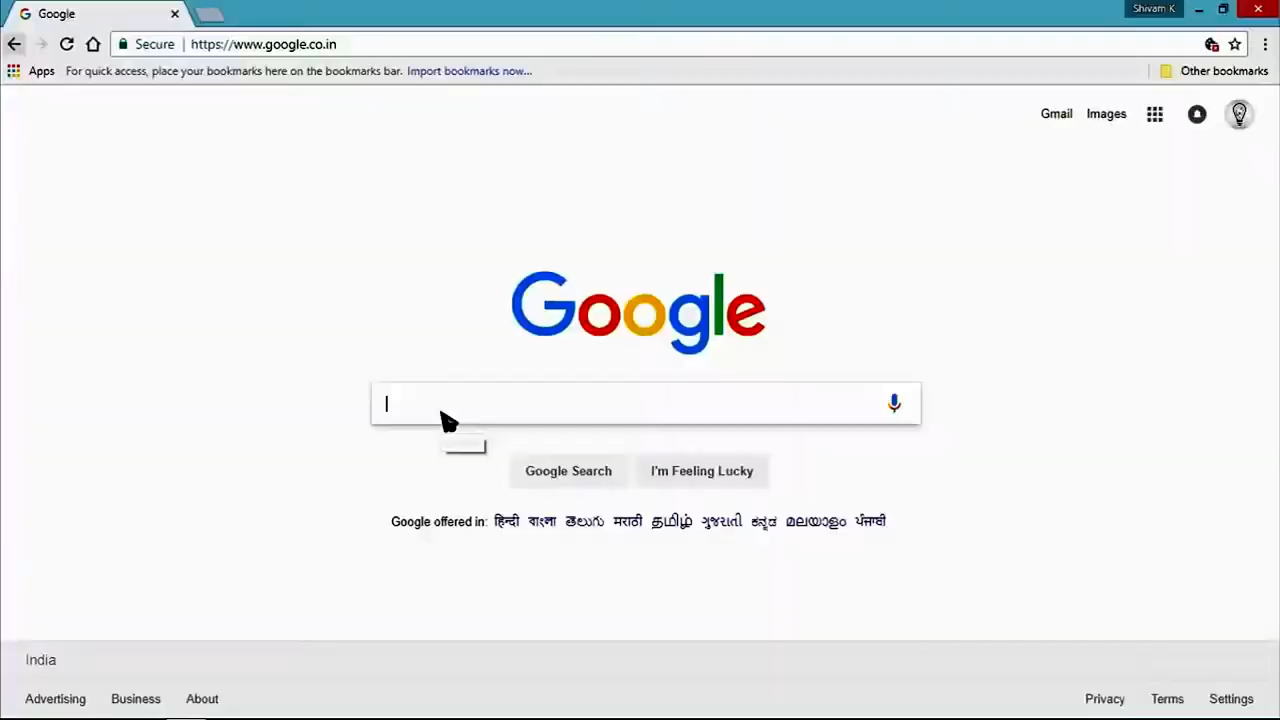 Google
Shivam K
Secure https://www.google.co.in
Apps For quick access, place your bookmarks here on the bookmarks bar. Import bookmarks now... Other bookmarks
Gmail Images
Google
Google Search I'm Feeling Lucky
Google offered in: हिन्दी বাংলা తెలుగు मराठी தமிழ் ગુજરાતી ಕನ್ನಡ മലയാളം ਪੰਜਾਬੀ
India
Advertising Business About Privacy Terms Settings